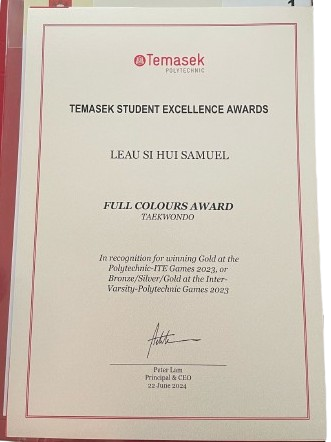 Temasek
POLYTECHNIC
TEMASEK STUDENT EXCELLENCE AWARDS
LEAU SI HUI SAMUEL
FULL COLOURS AWARD
TAEKWONDO
In recognition for winning Gold at the
Polytechnic-ITE Games 2023, or
Bronze/Silver/Gold at the Inter-
Varsity-Polytechnic Games 2023
Peter Lam
Principal & CEO
22 June 2024